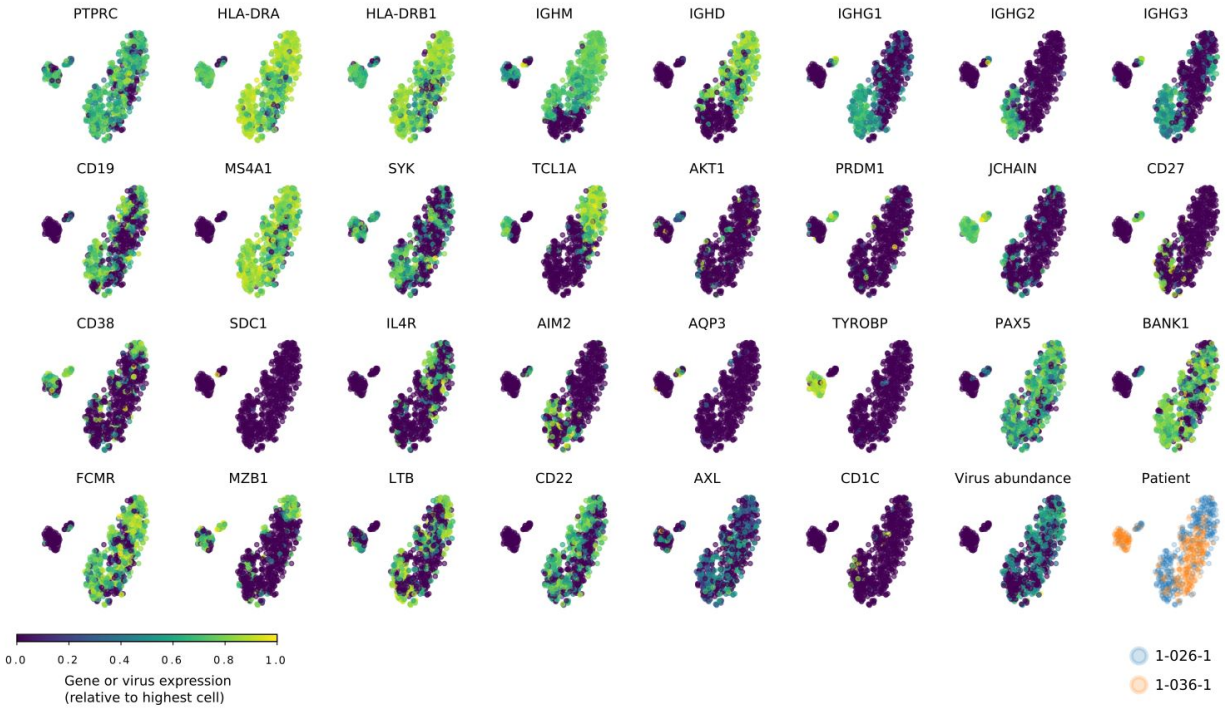 PTPRC HLA-DRA HLA-DRB1 IGHM IGHD IGHG1 IGHG2 IGHG3
CD19 MS4A1 SYK TCL1A AKT1 PRDM1 JCHAIN CD27
CD38 SDC1 IL4R AIM2 AQP3 TYROBP PAX5 BANK1
FCMR MZB1 LTB CD22 AXL CD1C Virus abundance Patient
0.0 0.2 0.4 0.6 0.8 1.0
Gene or virus expression
(relative to highest cell)
1-026-1
1-036-1